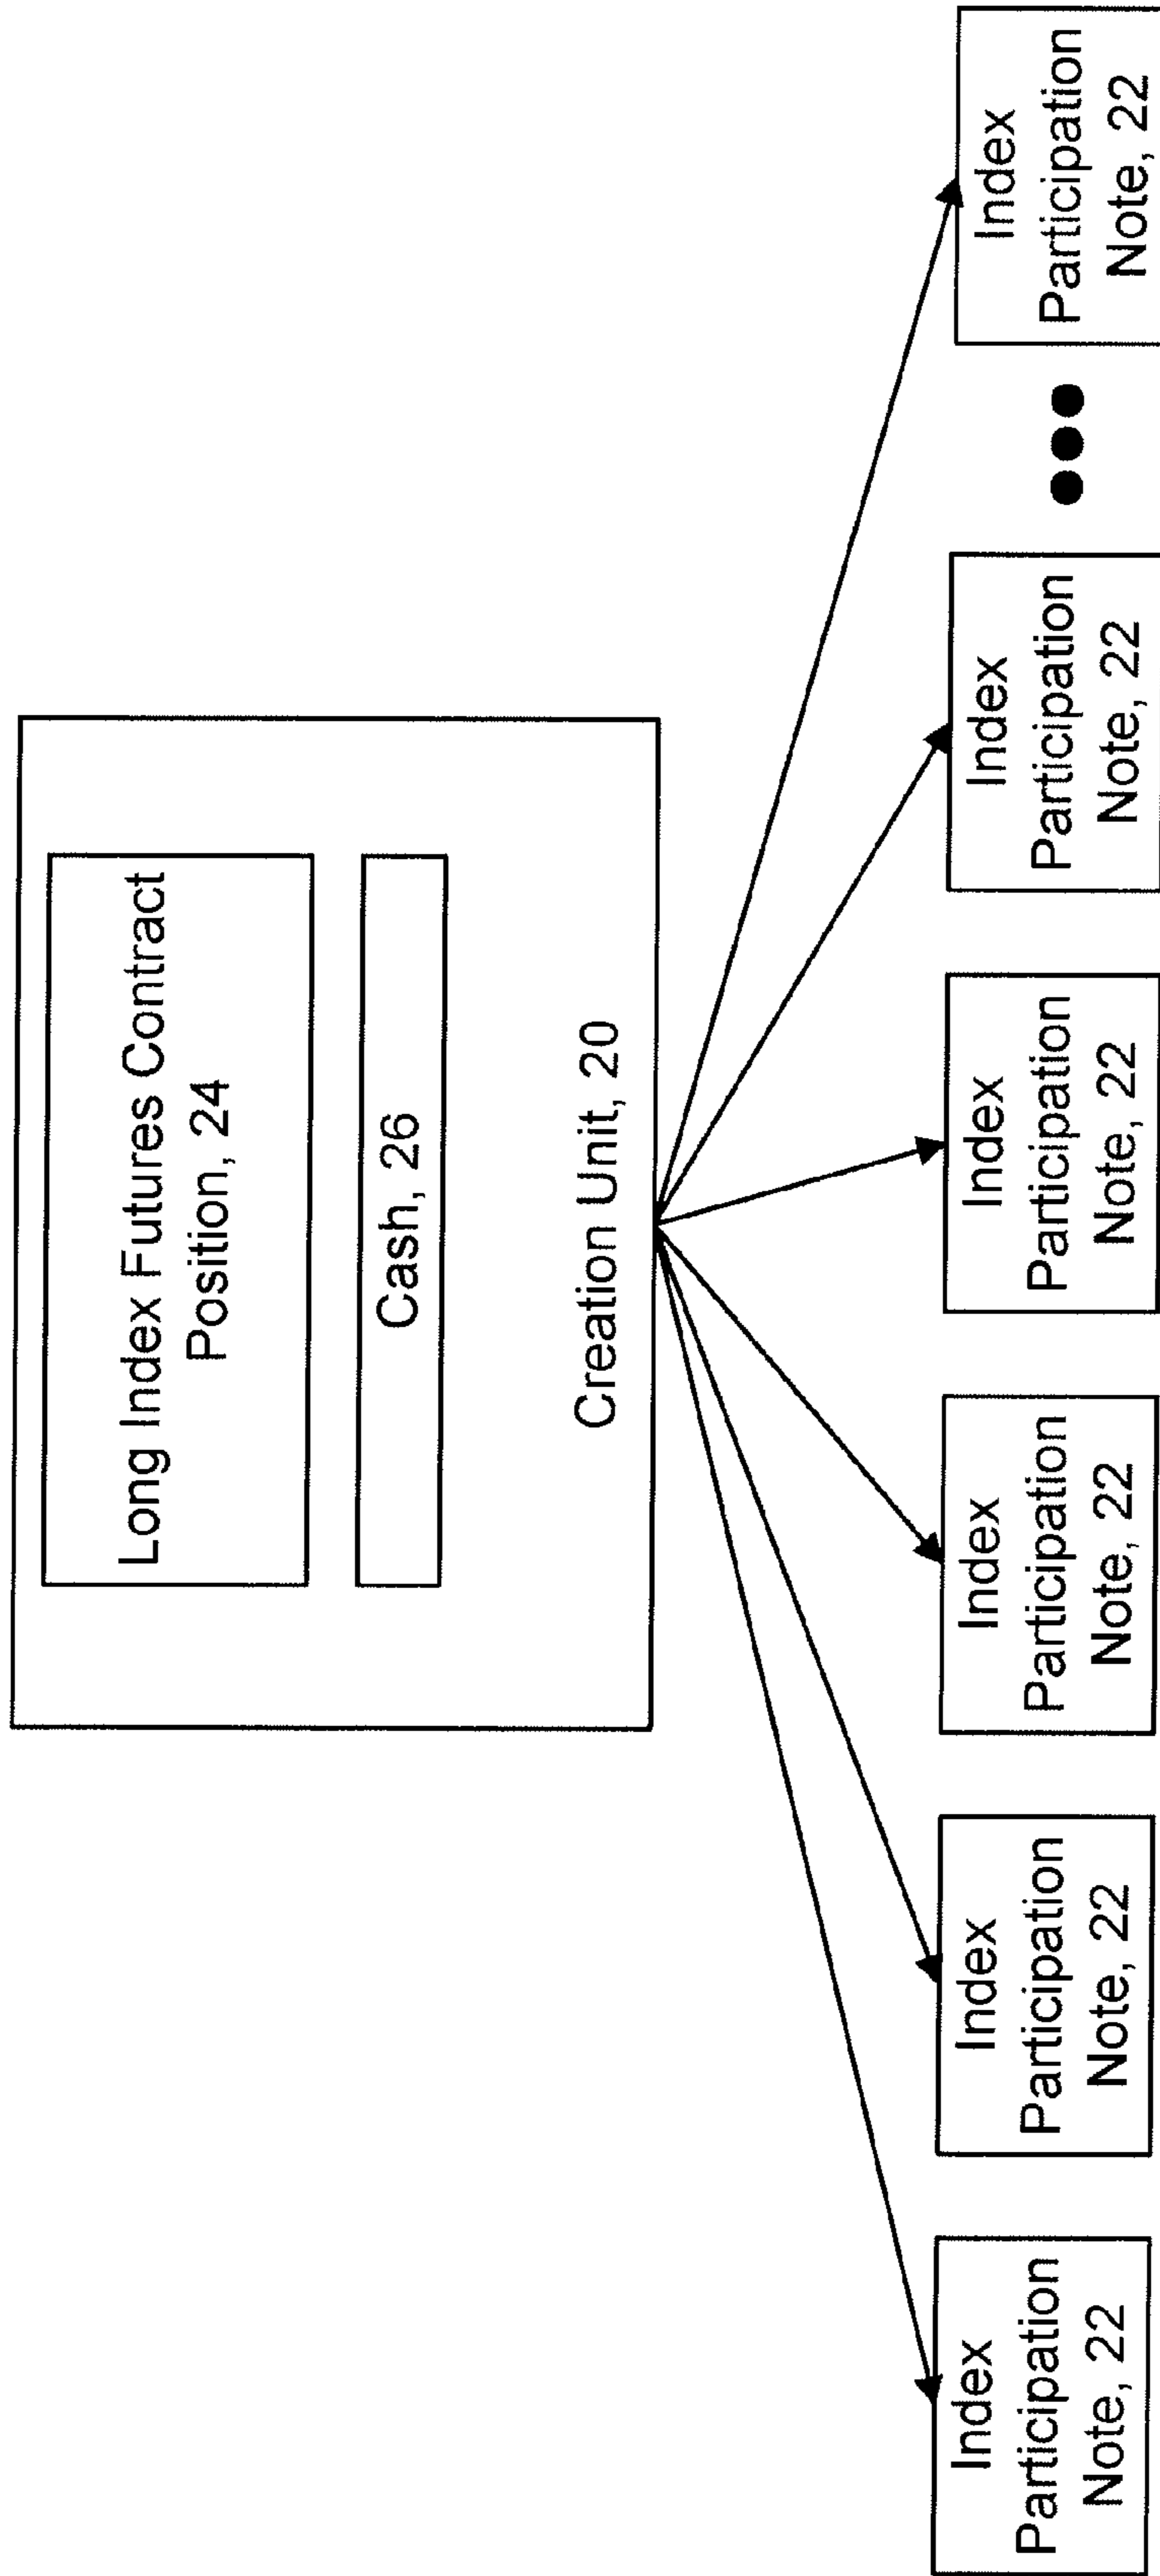 Long Index Futures Contract
Position, 24
Cash, 26
Creation Unit, 20
Index
Participation
Note, 22
Index
Participation
Note, 22
Index
Participation
Note, 22
Index
Participation
Note, 22
Index
Participation
Note, 22
Index
Participation
Note, 22